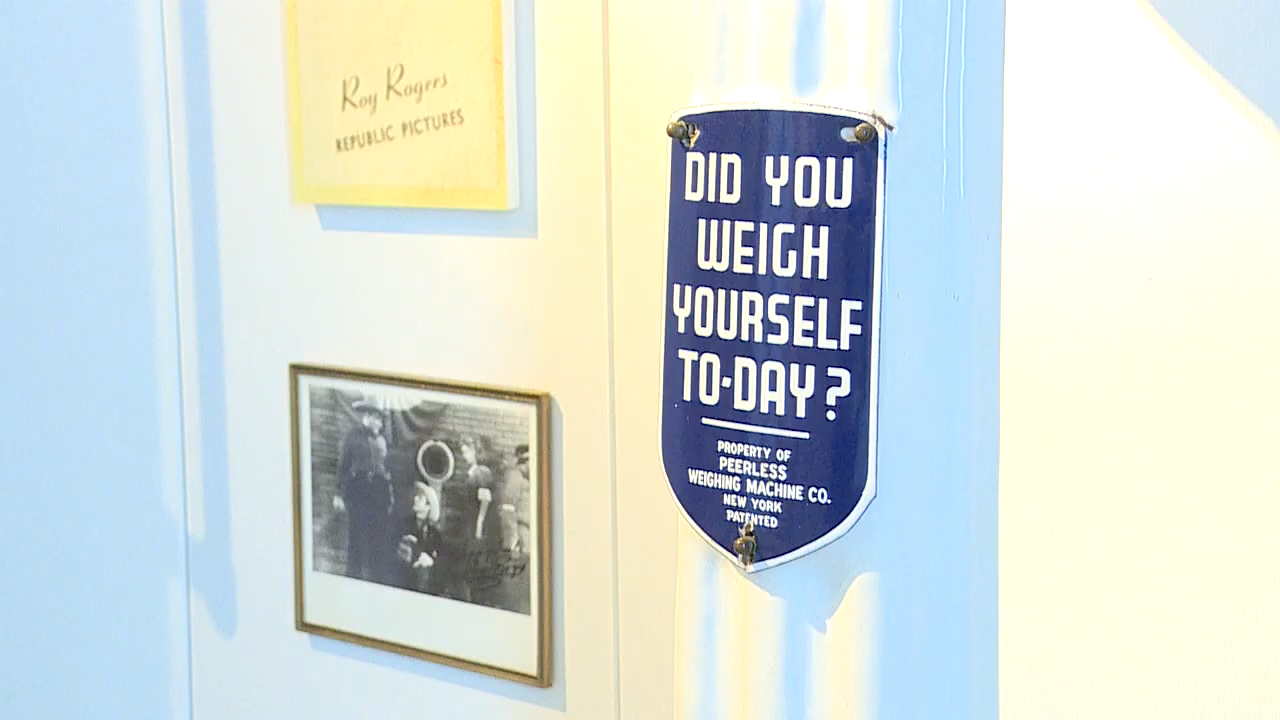 Roy Rogers
REPUBLIC PICTURES
DID YOU
WEIGH
YOURSELF
TO-DAY?
PROPERTY OF
PEERLESS
WEIGHING MACHINE CO.
NEW YORK
PATENTED